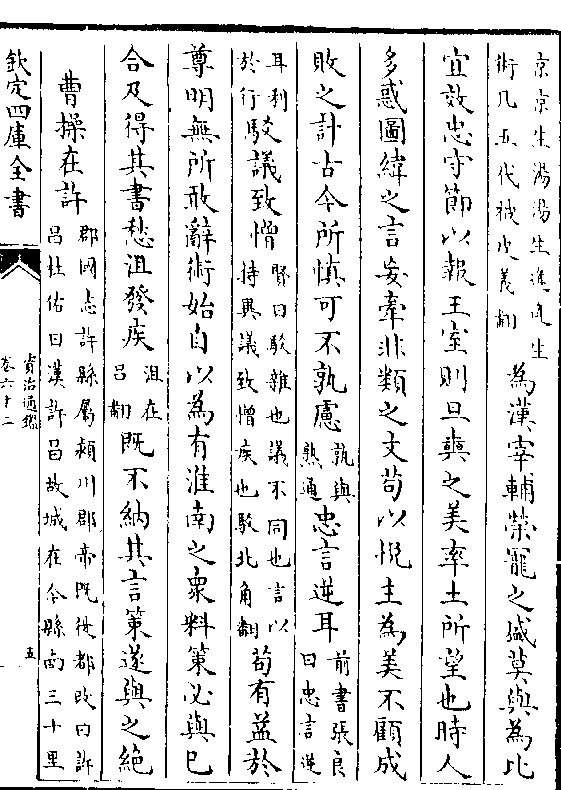 京京生湯湯生進凡生
術凡五代袟皮義翻為漢宰輔榮寵之盛莫與為比
宜效忠守節以報王室則旦奭之美率土所望也時人
多惑圖緯之言妄牽非類之文苟以悅主為美不顧成
敗之計古今所慎可不孰慮孰與熟通忠言逆耳前書張良曰忠言逆
耳利於行駮議致憎賢曰駮雜也議不同也言以持異議致憎疾也駮北角翻苟有益於
尊明無所敢辭術始自以為有淮南之衆料策必與已
合及得其書愁沮發疾沮在呂翻既不納其言策遂與之絶
曹操在許郡國志許縣屬潁川郡帝既徙都改曰許昌杜佑曰漢許昌故城在今縣南三十里
欽定四庫全書
資治通鑑
卷六十二
五